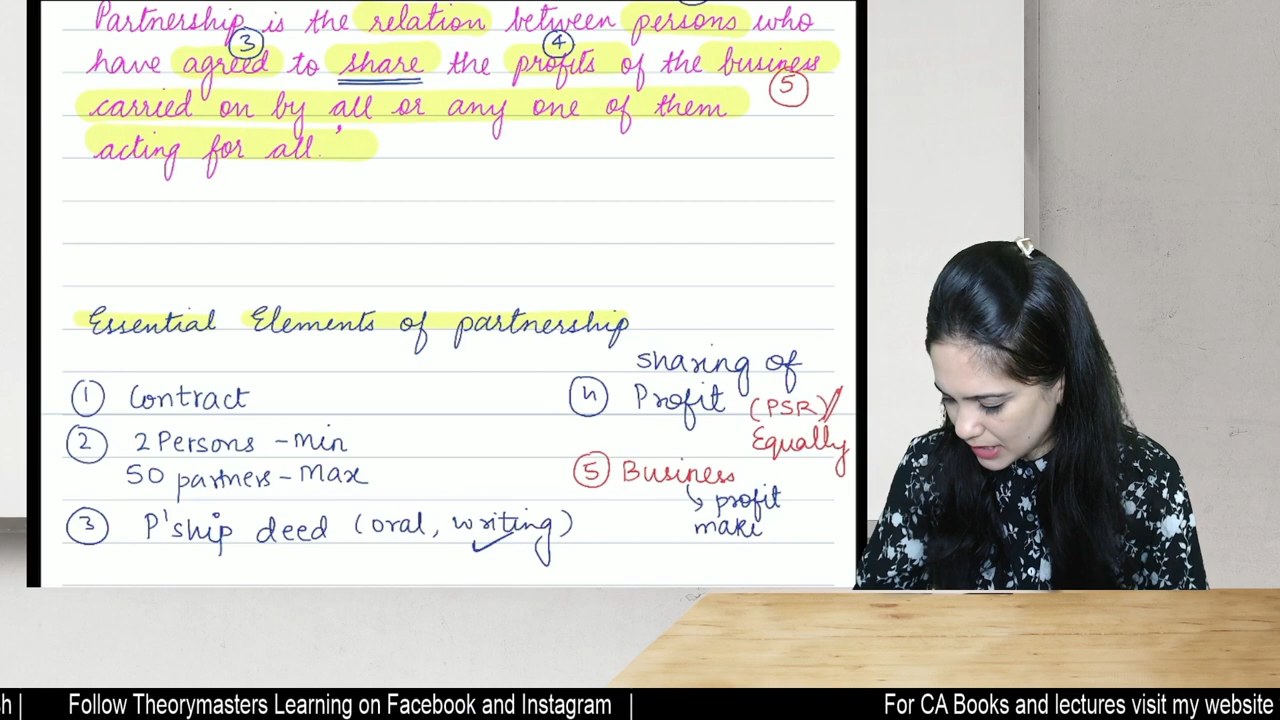 Partnership is the relation between persons who
③ ④
have agreed to share the profits of the business
⑤
carried on by all or any one of them
acting for all.'
Essential Elements of partnership
① Contract
② 2 Persons - min
50 partners - Max
③ P'ship deed (oral, writing)
sharing of
④ Profit (PSR)/
Equally
⑤ Business
↳ profit
make
Follow Theorymasters Learning on Facebook and Instagram |
For CA Books and lectures visit my website